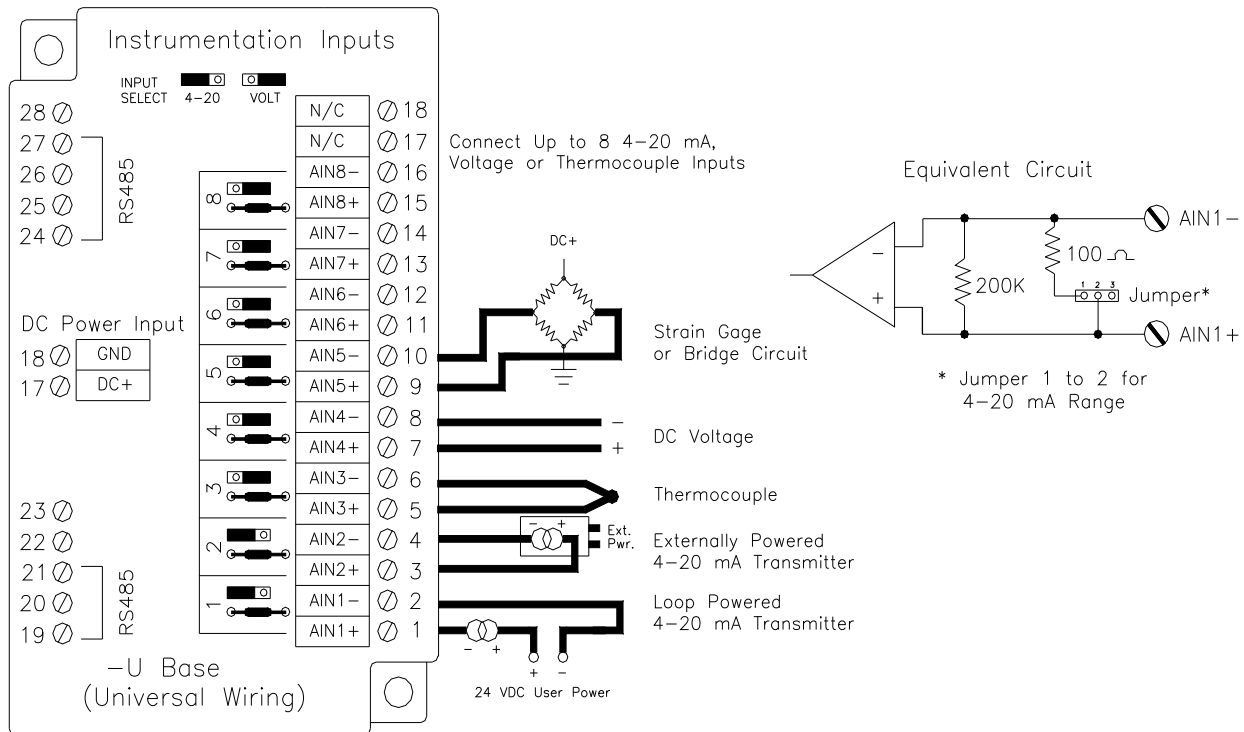 Instrumentation Inputs
INPUT
SELECT
4-20
VOLT
28
27
26
25
24
RS485
DC Power Input
18
GND
17
DC+
23
22
21
20
19
RS485
-U Base
(Universal Wiring)
8
7
6
5
4
3
2
1
N/C 18
N/C 17
AIN8- 16
AIN8+ 15
AIN7- 14
AIN7+ 13
AIN6- 12
AIN6+ 11
AIN5- 10
AIN5+ 9
AIN4- 8
AIN4+ 7
AIN3- 6
AIN3+ 5
AIN2- 4
AIN2+ 3
AIN1- 2
AIN1+ 1
Connect Up to 8 4-20 mA,
Voltage or Thermocouple Inputs
DC+
Strain Gage
or Bridge Circuit
-
+
DC Voltage
Thermocouple
- +
Ext.
Pwr.
Externally Powered
4-20 mA Transmitter
Loop Powered
4-20 mA Transmitter
- +
+ -
24 VDC User Power
Equivalent Circuit
AIN1-
-
+
200K
100 Ω
1 2 3
Jumper*
AIN1+
* Jumper 1 to 2 for
4-20 mA Range